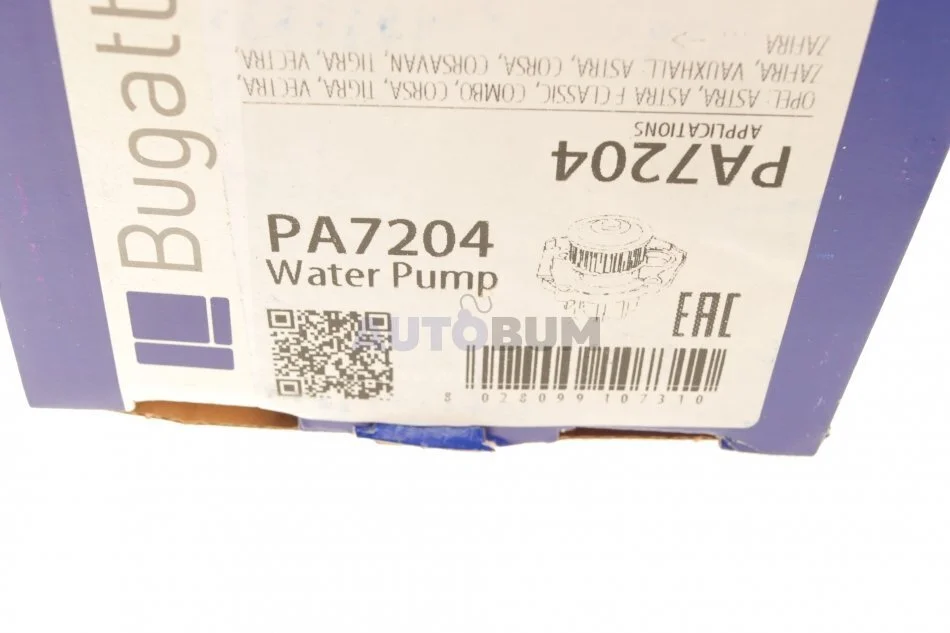 Bugatt
OPEL: ASTRA, ASTRA F CLASSIC, COMBO, CORSA, TIGRA, VECTRA,
ZAFIRA, VAUXHALL: ASTRA, CORSA, CORSAVAN, TIGRA, VECTRA,
ZAFIRA ... ->
APPLICATIONS
PA7204
PA7204
Water Pump
AUTOBUM
EAC
8 028099 107310